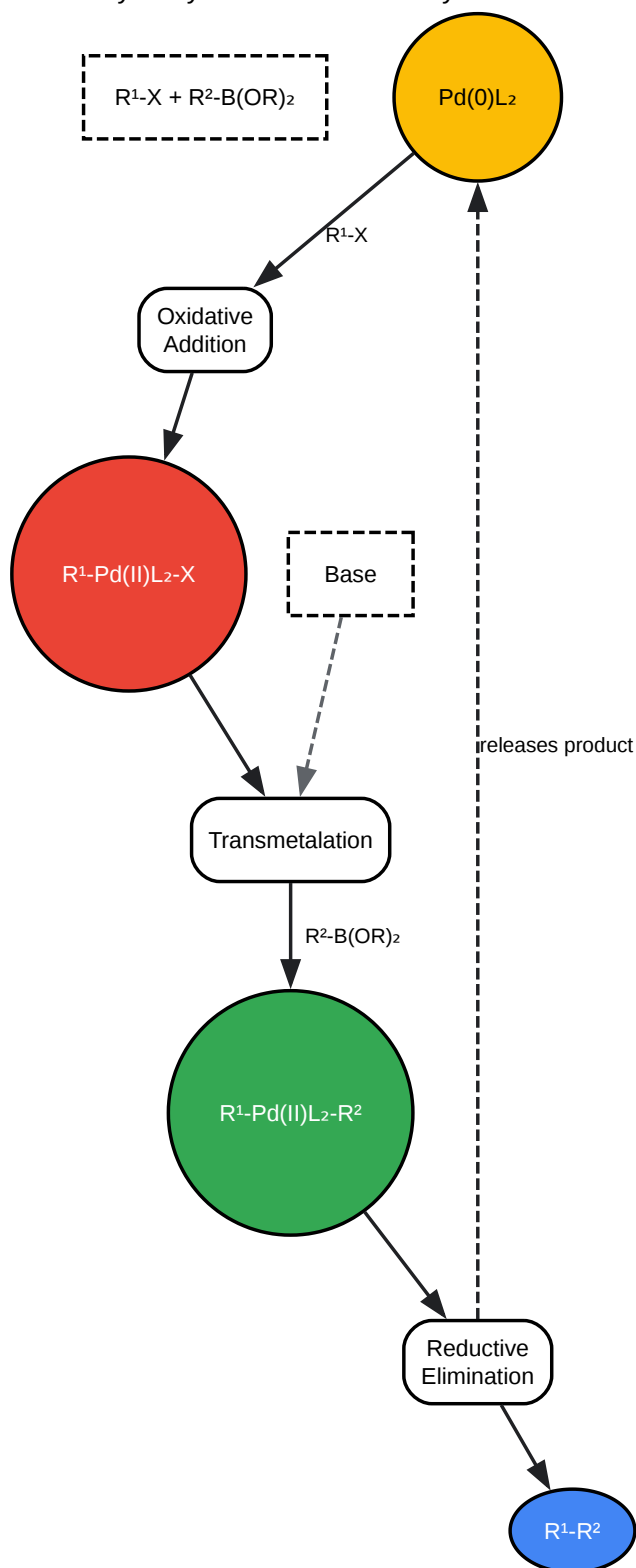 R¹-X + R²-B(OR)₂
Pd(0)L₂
R¹-X
Oxidative
Addition
R¹-Pd(II)L₂-X
Base
releases product
Transmetalation
R²-B(OR)₂
R¹-Pd(II)L₂-R²
Reductive
Elimination
R¹-R²